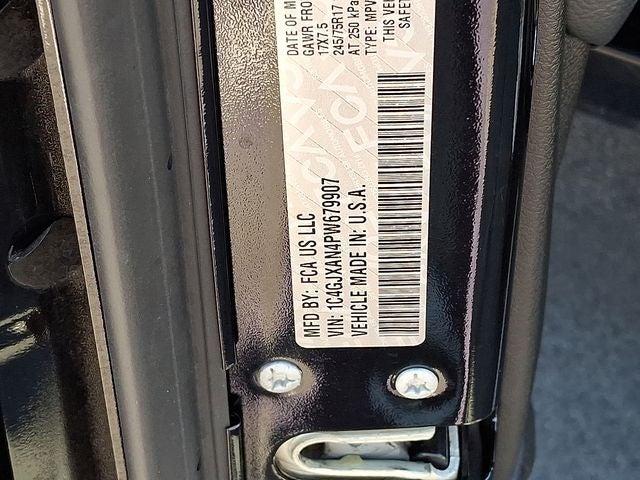 MFD BY: FCA US LLC
VIN: 1C4GJXAN4PW679907
VEHICLE MADE IN: U.S.A.
DATE OF M
GAWR FRO
17X7.5
245/75R17
AT 250 kPa
TYPE: MPV
THIS VE
SAFET
FCA